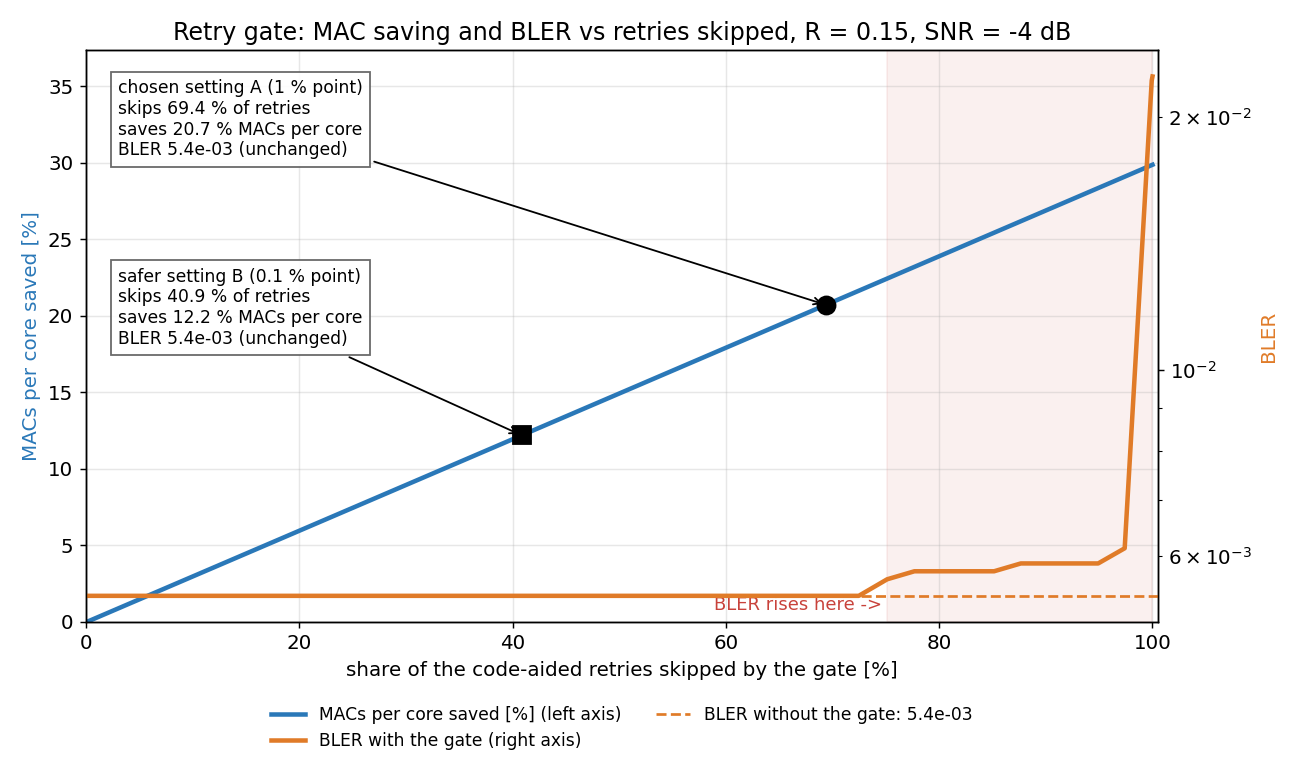 Retry gate: MAC saving and BLER vs retries skipped, R = 0.15, SNR = -4 dB
chosen setting A (1 % point)
skips 69.4 % of retries
saves 20.7 % MACs per core
BLER 5.4e-03 (unchanged)
safer setting B (0.1 % point)
skips 40.9 % of retries
saves 12.2 % MACs per core
BLER 5.4e-03 (unchanged)
BLER rises here ->
MACs per core saved [%]
35
30
25
20
15
10
5
0
BLER
2 × 10⁻²
10⁻²
6 × 10⁻³
0 20 40 60 80 100
share of the code-aided retries skipped by the gate [%]
MACs per core saved [%] (left axis)
BLER with the gate (right axis)
BLER without the gate: 5.4e-03